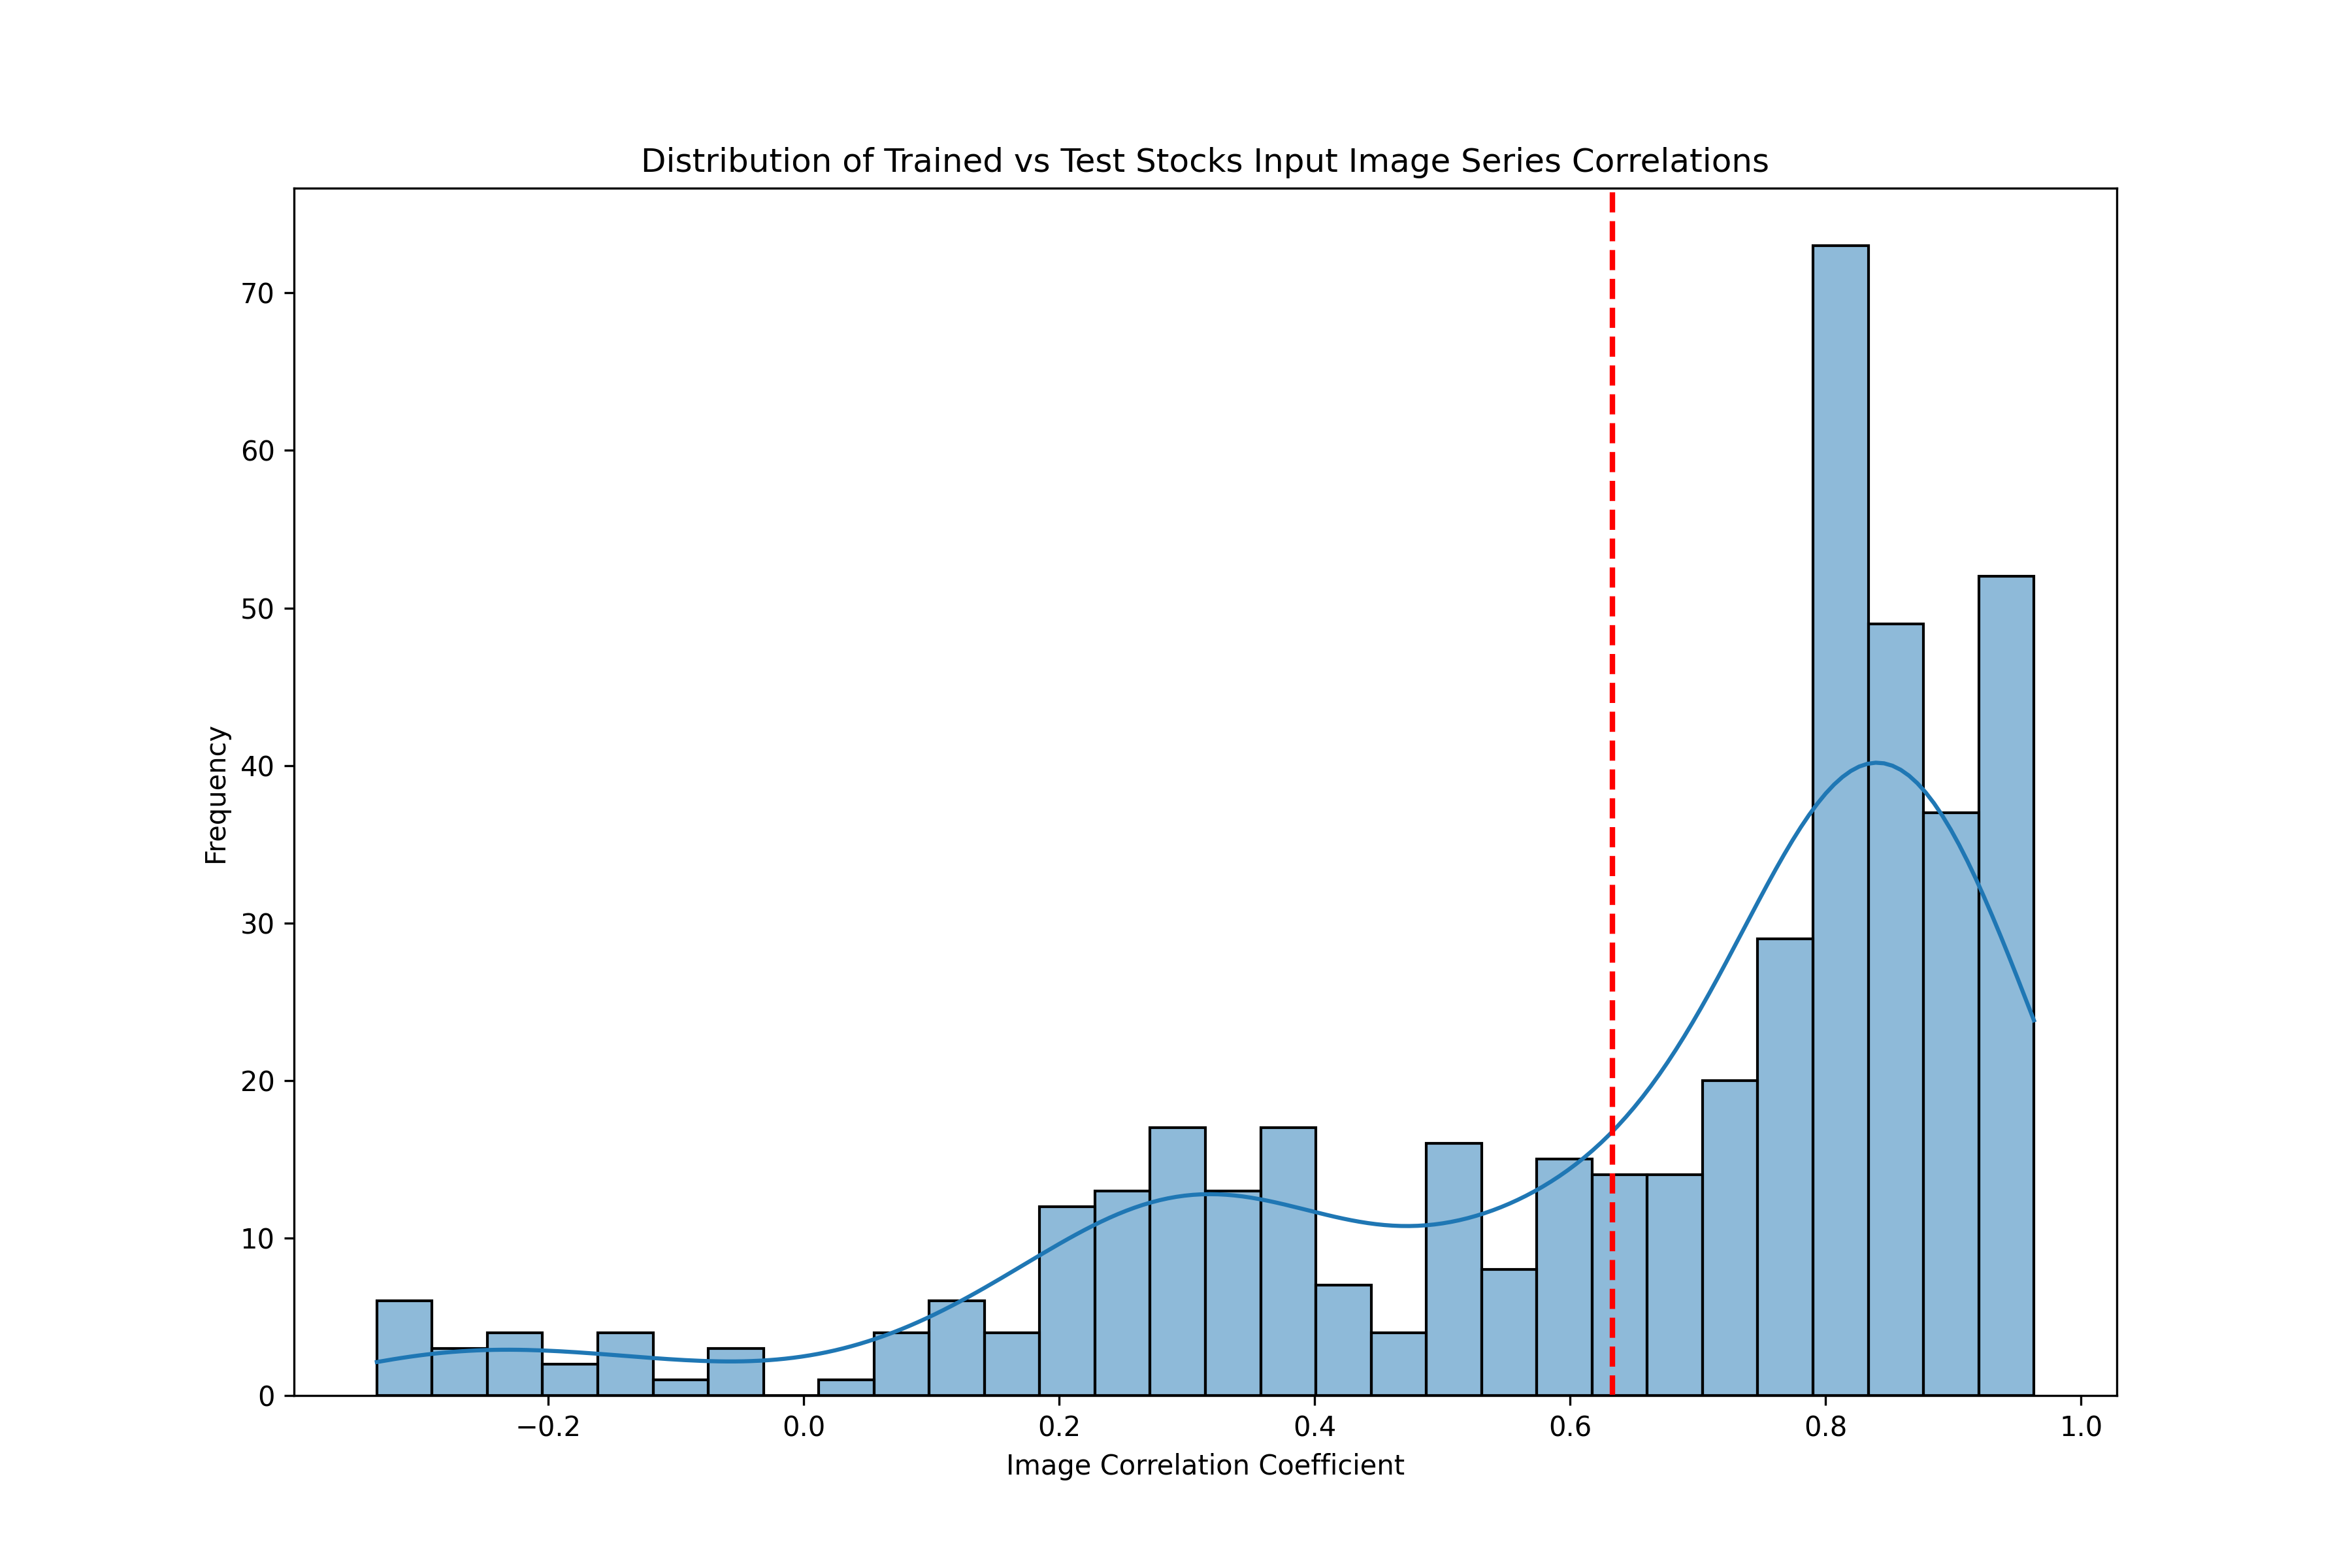 Distribution of Trained vs Test Stocks Input Image Series Correlations
70
60
50
40
30
20
10
0
Frequency
−0.2 0.0 0.2 0.4 0.6 0.8 1.0
Image Correlation Coefficient